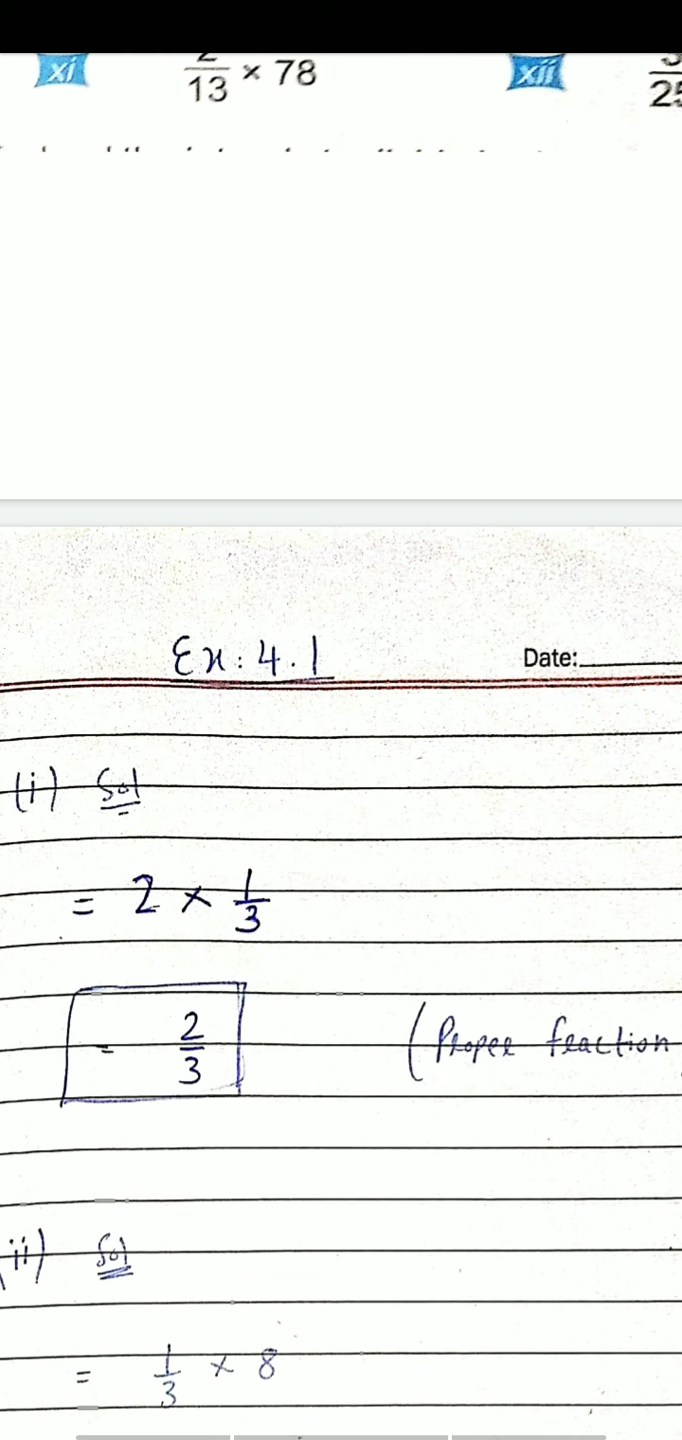 xi 2/13 × 78 xii
Ex: 4.1 Date:
(i) Sol
= 2 × 1/3
= 2/3 (Proper fraction
ii) Sol
= 1/3 × 8